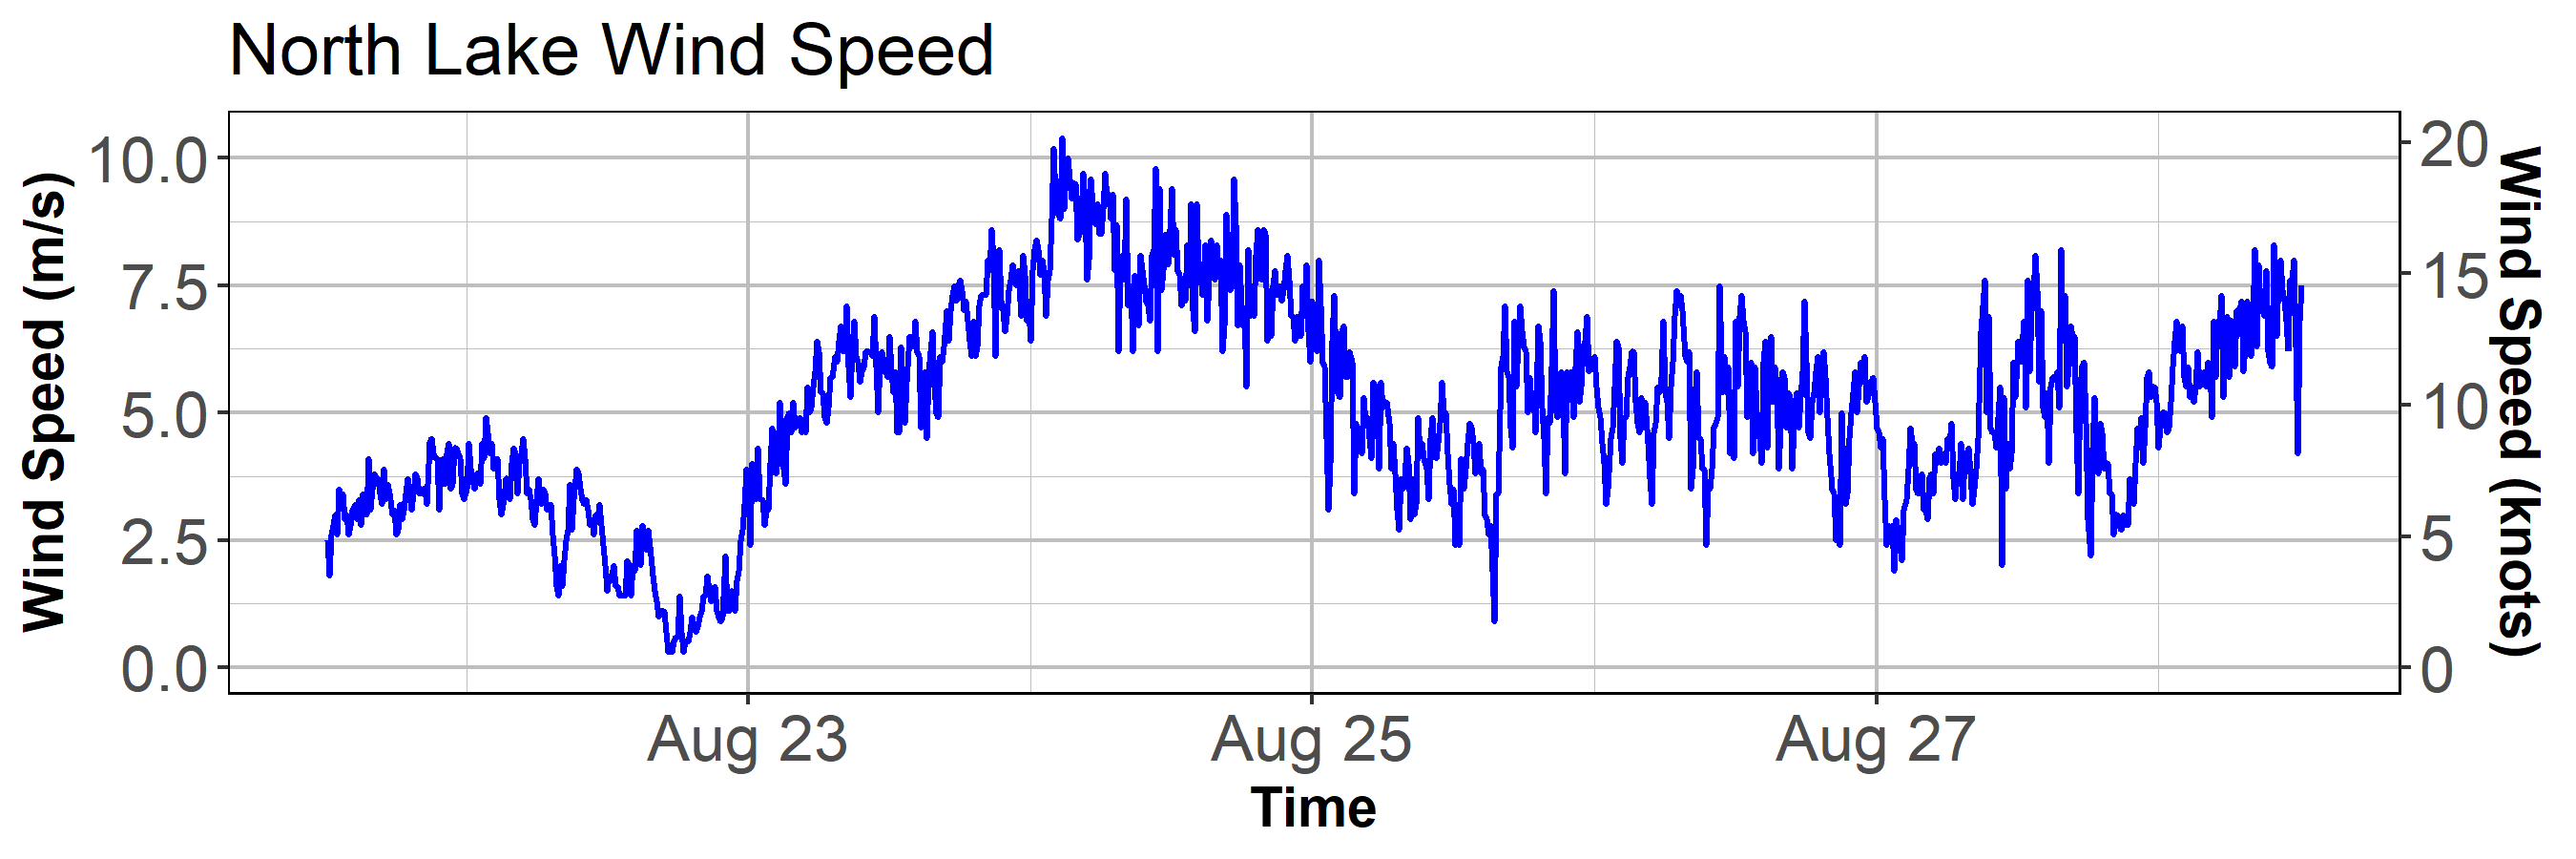 North Lake Wind Speed
Wind Speed (m/s)
10.0
7.5
5.0
2.5
0.0
20
15
10
5
0
Wind Speed (knots)
Aug 23 Aug 25 Aug 27
Time